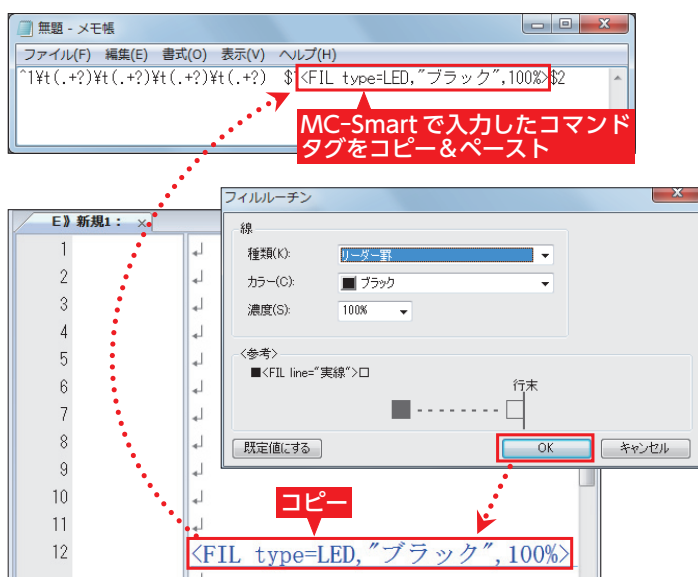 無題 - メモ帳
ファイル(F) 編集(E) 書式(O) 表示(V) ヘルプ(H)
^1¥t(.+?)¥t(.+?)¥t(.+?)¥t(.+?) $1<FIL type=LED,"ブラック",100%>$2
MC-Smartで入力したコマンド
タグをコピー&ペースト
フィルルーチン
線
種類(K): リーダー罫
カラー(C): ブラック
濃度(S): 100%
<参考>
■<FIL line="実線">□
行末
既定値にする OK キャンセル
E》新規1:
1
2
3
4
5
6
7
8
9
10
11
コピー
12 <FIL type=LED,"ブラック",100%>